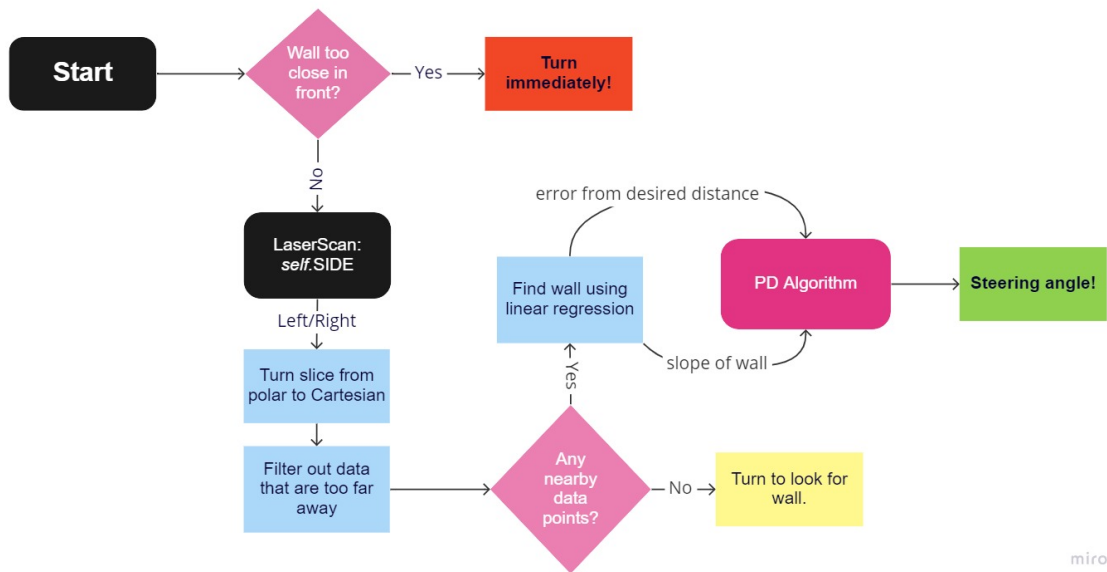 Start
Wall too
close in
front?
Yes
Turn
immediately!
No
LaserScan:
self.SIDE
Left/Right
Turn slice from
polar to Cartesian
Filter out data
that are too far
away
Any
nearby
data
points?
No
Turn to look for
wall.
Yes
Find wall using
linear regression
error from desired distance
slope of wall
PD Algorithm
Steering angle!
miro